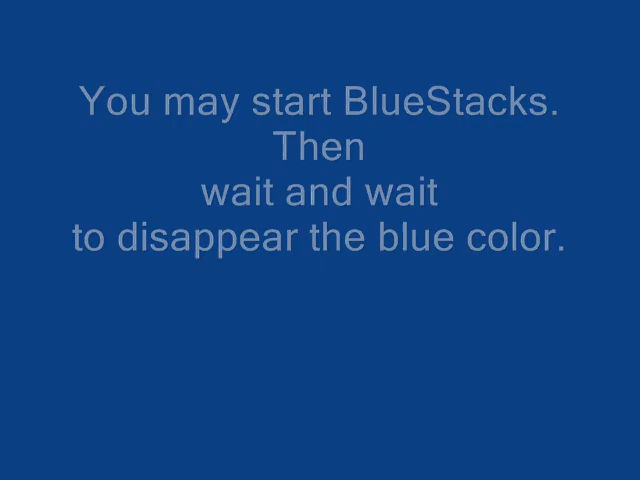 You may start BlueStacks.
Then
wait and wait
to disappear the blue color.